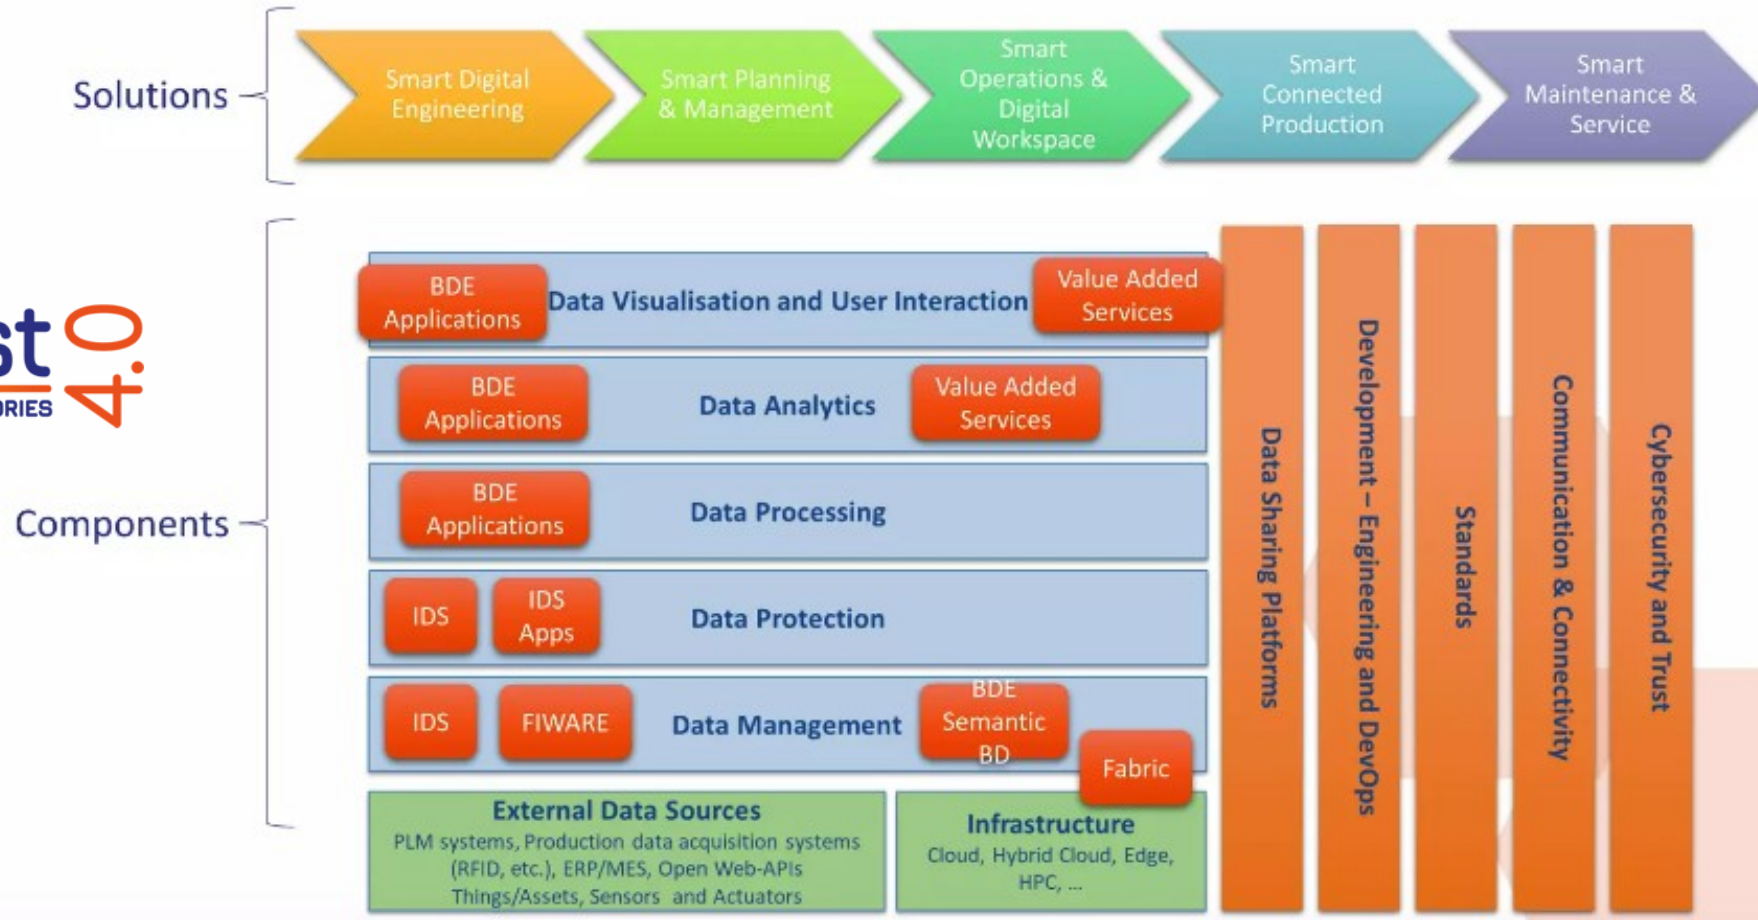 Solutions
Smart Digital
Engineering
Smart Planning
& Management
Smart
Operations &
Digital
Workspace
Smart
Connected
Production
Smart
Maintenance &
Service
4.0
Components
BDE
Applications
Data Visualisation and User Interaction
Value Added
Services
BDE
Applications
Data Analytics
Value Added
Services
BDE
Applications
Data Processing
IDS
IDS
Apps
Data Protection
IDS
FIWARE
Data Management
BDE
Semantic
BD
Fabric
External Data Sources
PLM systems, Production data acquisition systems
(RFID, etc.), ERP/MES, Open Web-APIs
Things/Assets, Sensors and Actuators
Infrastructure
Cloud, Hybrid Cloud, Edge,
HPC, ...
Data Sharing Platforms
Development – Engineering and DevOps
Standards
Communication & Connectivity
Cybersecurity and Trust